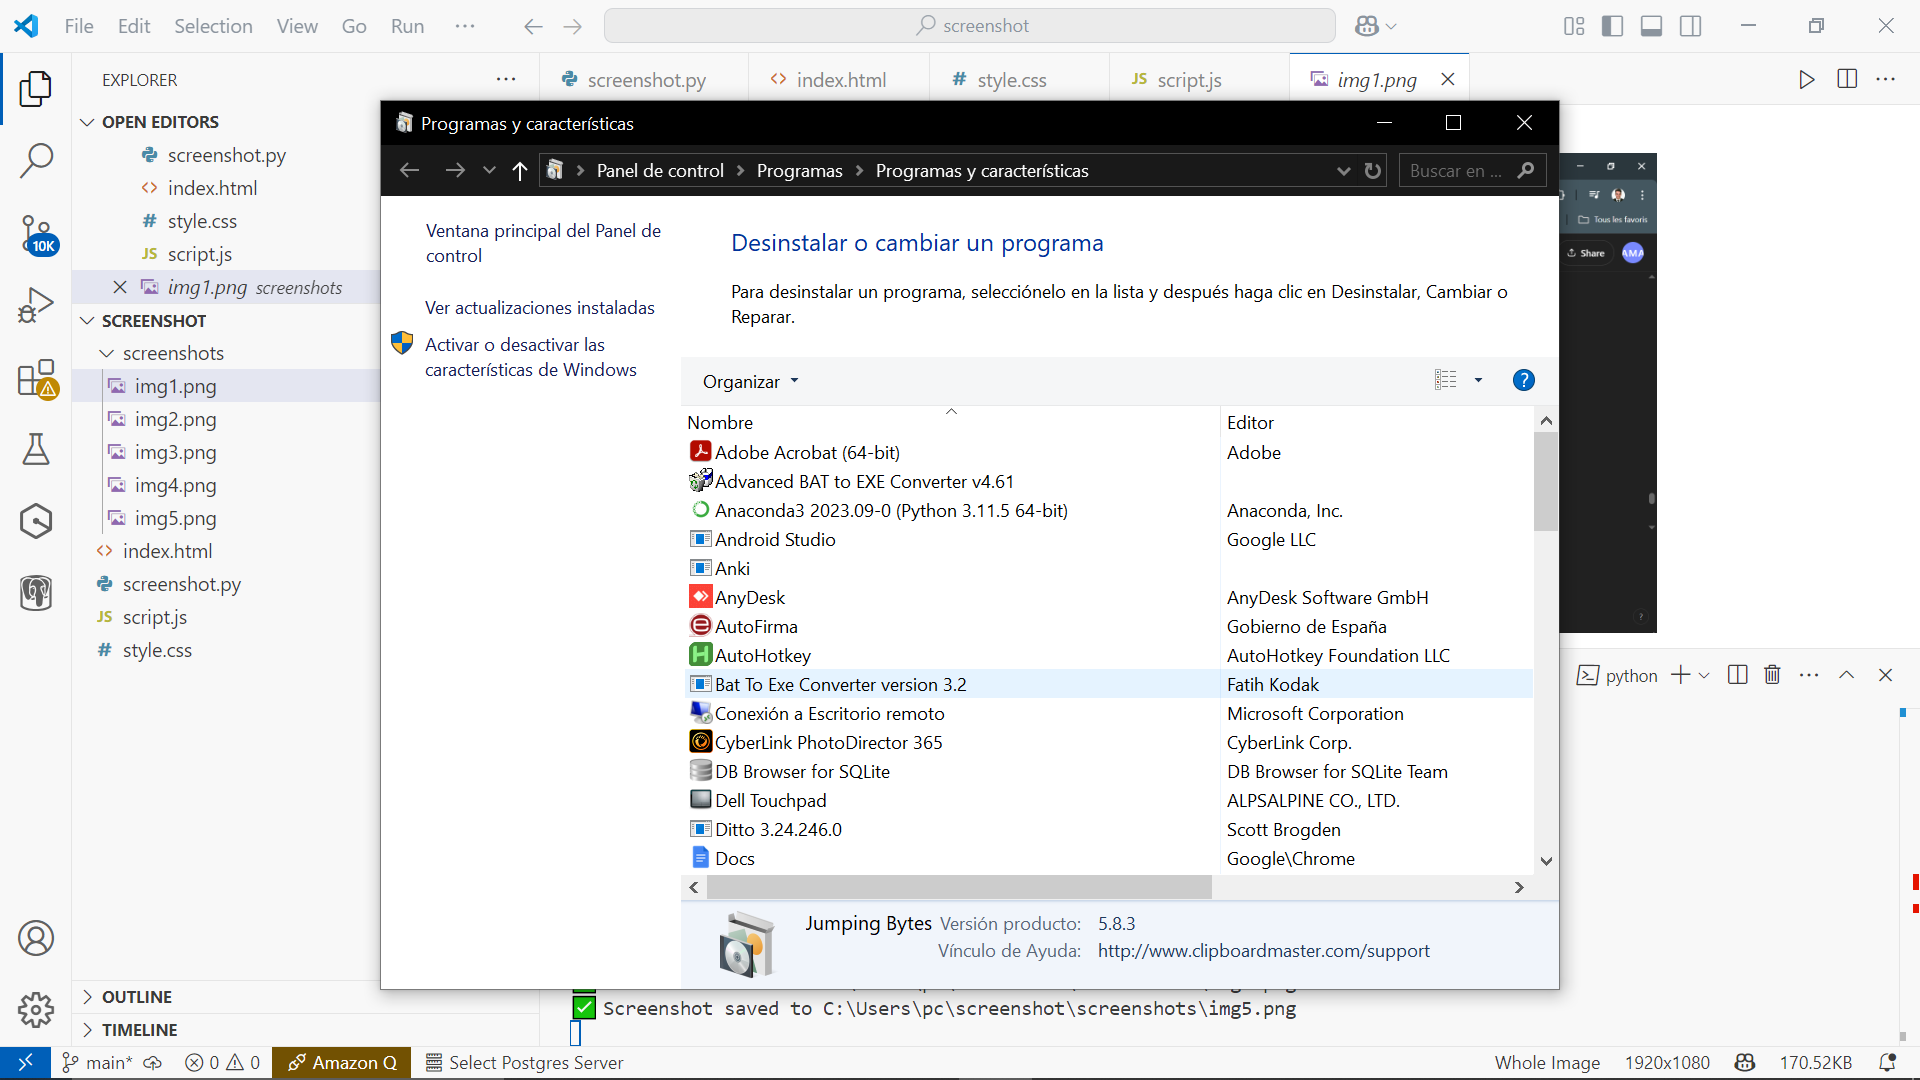 File Edit Selection View Go Run ···
screenshot
EXPLORER
screenshot.py
index.html
style.css
JS script.js
img1.png
OPEN EDITORS
screenshot.py
index.html
style.css
JS script.js
img1.png screenshots
SCREENSHOT
screenshots
img1.png
img2.png
img3.png
img4.png
img5.png
index.html
screenshot.py
JS script.js
style.css
10K
OUTLINE
TIMELINE
Programas y características
Panel de control > Programas > Programas y características
Buscar en ...
Ventana principal del Panel de
control
Ver actualizaciones instaladas
Activar o desactivar las
características de Windows
Desinstalar o cambiar un programa
Para desinstalar un programa, selecciónelo en la lista y después haga clic en Desinstalar, Cambiar o
Reparar.
Organizar
Nombre Editor
Adobe Acrobat (64-bit) Adobe
Advanced BAT to EXE Converter v4.61
Anaconda3 2023.09-0 (Python 3.11.5 64-bit) Anaconda, Inc.
Android Studio Google LLC
Anki
AnyDesk AnyDesk Software GmbH
AutoFirma Gobierno de España
AutoHotkey AutoHotkey Foundation LLC
Bat To Exe Converter version 3.2 Fatih Kodak
Conexión a Escritorio remoto Microsoft Corporation
CyberLink PhotoDirector 365 CyberLink Corp.
DB Browser for SQLite DB Browser for SQLite Team
Dell Touchpad ALPSALPINE CO., LTD.
Ditto 3.24.246.0 Scott Brogden
Docs Google\Chrome
Jumping Bytes Versión producto: 5.8.3
Vínculo de Ayuda: http://www.clipboardmaster.com/support
Tous les favoris
Share
AMA
python
Screenshot saved to C:\Users\pc\screenshot\screenshots\img5.png
main* 0 0 Amazon Q Select Postgres Server
Whole Image 1920x1080 170.52KB